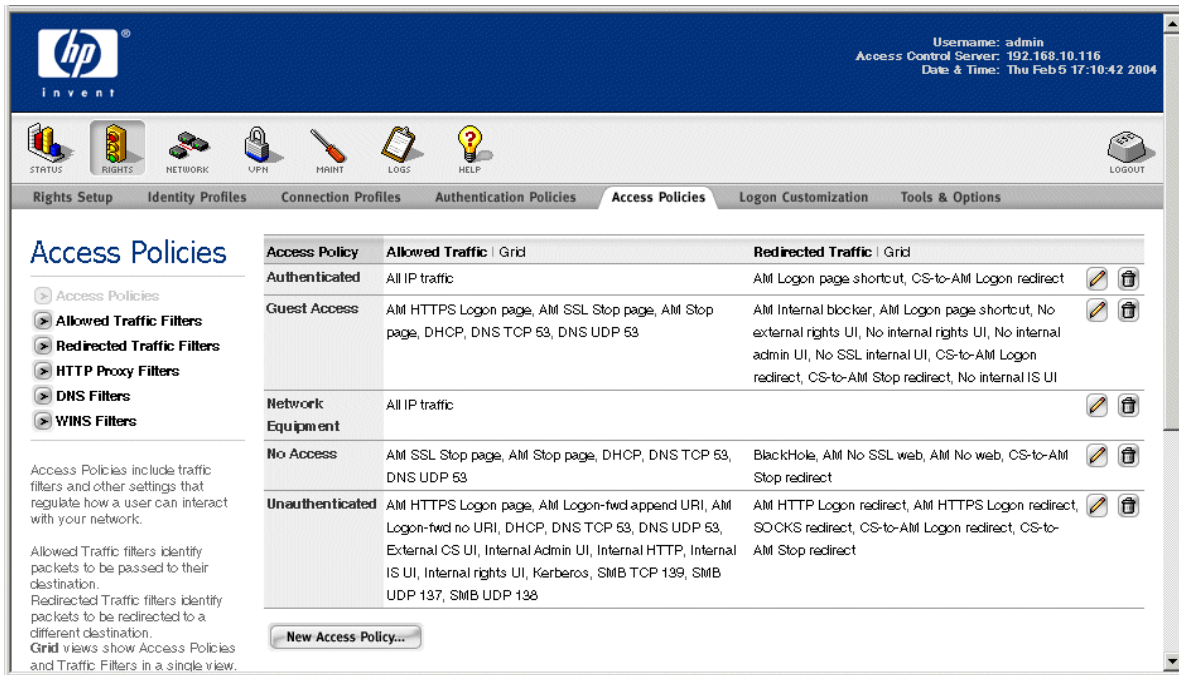 hp
®
invent
Username: admin
Access Control Server: 192.168.10.116
Date & Time: Thu Feb 5 17:10:42 2004
STATUS
RIGHTS
NETWORK
VPN
MAINT
LOGS
HELP
LOGOUT
Rights Setup
Identity Profiles
Connection Profiles
Authentication Policies
Access Policies
Logon Customization
Tools & Options
Access Policies
Access Policies
Allowed Traffic Filters
Redirected Traffic Filters
HTTP Proxy Filters
DNS Filters
WINS Filters
Access Policies include traffic
filters and other settings that
regulate how a user can interact
with your network.
Allowed Traffic filters identify
packets to be passed to their
destination.
Redirected Traffic filters identify
packets to be redirected to a
different destination.
Grid views show Access Policies
and Traffic Filters in a single view.
Access Policy
Allowed Traffic | Grid
Redirected Traffic | Grid
Authenticated
All IP traffic
AM Logon page shortcut, CS-to-AM Logon redirect
Guest Access
AM HTTPS Logon page, AM SSL Stop page, AM Stop
page, DHCP, DNS TCP 53, DNS UDP 53
AM Internal blocker, AM Logon page shortcut, No
external rights UI, No internal rights UI, No internal
admin UI, No SSL internal UI, CS-to-AM Logon
redirect, CS-to-AM Stop redirect, No internal IS UI
Network
Equipment
All IP traffic
No Access
AM SSL Stop page, AM Stop page, DHCP, DNS TCP 53,
DNS UDP 53
BlackHole, AM No SSL web, AM No web, CS-to-AM
Stop redirect
Unauthenticated
AM HTTPS Logon page, AM Logon-fwd append URI, AM
Logon-fwd no URI, DHCP, DNS TCP 53, DNS UDP 53,
External CS UI, Internal Admin UI, Internal HTTP, Internal
IS UI, Internal rights UI, Kerberos, SMB TCP 139, SMB
UDP 137, SMB UDP 138
AM HTTP Logon redirect, AM HTTPS Logon redirect,
SOCKS redirect, CS-to-AM Logon redirect, CS-to-
AM Stop redirect
New Access Policy...